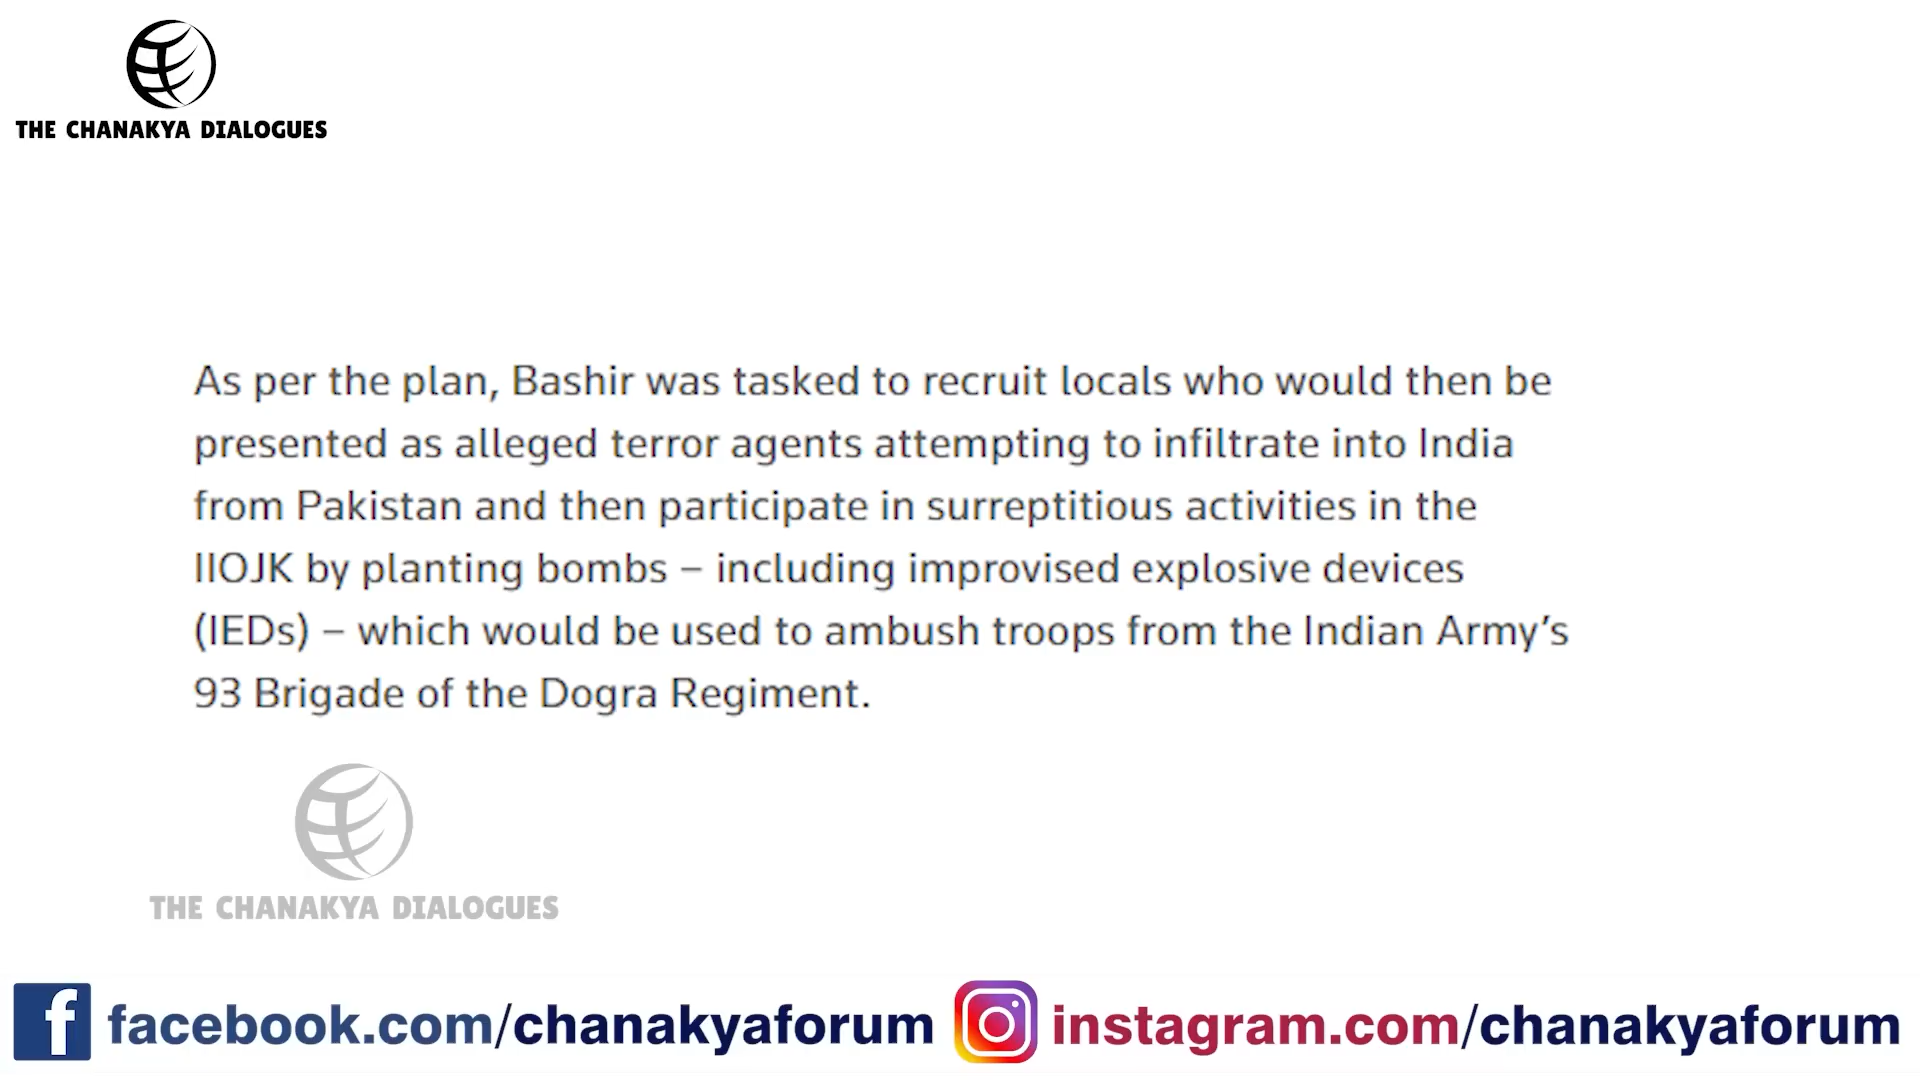 THE CHANAKYA DIALOGUES
As per the plan, Bashir was tasked to recruit locals who would then be
presented as alleged terror agents attempting to infiltrate into India
from Pakistan and then participate in surreptitious activities in the
IIOJK by planting bombs – including improvised explosive devices
(IEDs) – which would be used to ambush troops from the Indian Army’s
93 Brigade of the Dogra Regiment.
THE CHANAKYA DIALOGUES
facebook.com/chanakyaforum
instagram.com/chanakyaforum